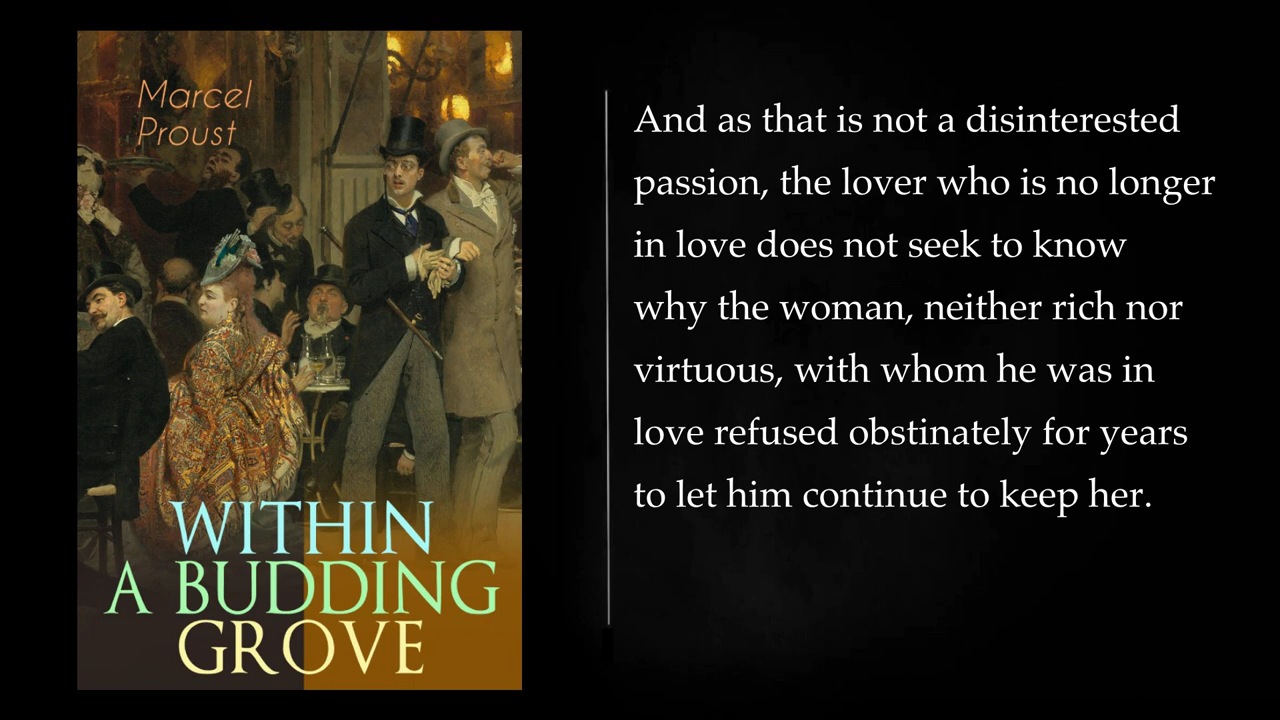 Marcel
Proust
WITHIN
A BUDDING
GROVE
And as that is not a disinterested
passion, the lover who is no longer
in love does not seek to know
why the woman, neither rich nor
virtuous, with whom he was in
love refused obstinately for years
to let him continue to keep her.